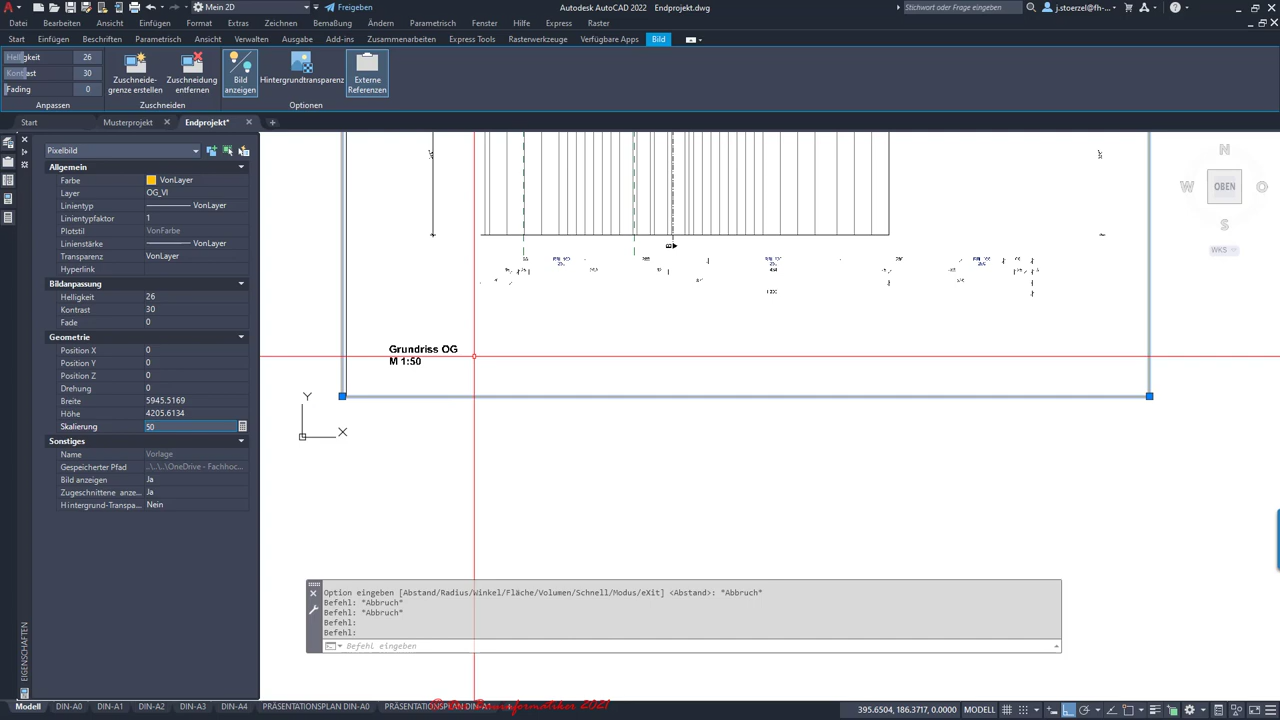 Mein 2D
Freigeben
Autodesk AutoCAD 2022 Endprojekt.dwg
Stichwort oder Frage eingeben
j.stoerzel@fh-...
Datei
Bearbeiten
Ansicht
Einfügen
Format
Extras
Zeichnen
Bemaßung
Ändern
Parametrisch
Fenster
Hilfe
Express
Raster
Start
Einfügen
Beschriften
Parametrisch
Ansicht
Verwalten
Ausgabe
Add-ins
Zusammenarbeiten
Express Tools
Rasterwerkzeuge
Verfügbare Apps
Bild
Helligkeit 26
Kontrast 30
Fading 0
Anpassen
Zuschneide-
grenze erstellen
Zuschneidung
entfernen
Zuschneiden
Bild
anzeigen
Hintergrundtransparenz
Externe
Referenzen
Optionen
Start
Musterprojekt
Endprojekt*
Pixelbild
Allgemein
Farbe VonLayer
Layer OG_VI
Linientyp VonLayer
Linientypfaktor 1
Plotstil VonFarbe
Linienstärke VonLayer
Transparenz VonLayer
Hyperlink
Bildanpassung
Helligkeit 26
Kontrast 30
Fade 0
Geometrie
Position X 0
Position Y 0
Position Z 0
Drehung 0
Breite 5945.5169
Höhe 4205.6134
Skalierung 50
Sonstiges
Name Vorlage
Gespeicherter Pfad ..\..\..\OneDrive - Fachhoc...
Bild anzeigen Ja
Zugeschnittene anze... Ja
Hintergrund-Transpa... Nein
EIGENSCHAFTEN
N
W
OBEN
O
S
WKS
B
Grundriss OG
M 1:50
Y
X
Option eingeben [Abstand/Radius/Winkel/Fläche/Volumen/Schnell/Modus/eXit] <Abstand>: *Abbruch*
Befehl: *Abbruch*
Befehl: *Abbruch*
Befehl:
Befehl:
Befehl eingeben
Modell
DIN-A0
DIN-A1
DIN-A2
DIN-A3
DIN-A4
PRÄSENTATIONSPLAN DIN-A0
PRÄSENTATIONSPLAN DIN-A1
© Der Bauinformatiker 2021
395.6504, 186.3717, 0.0000
MODELL